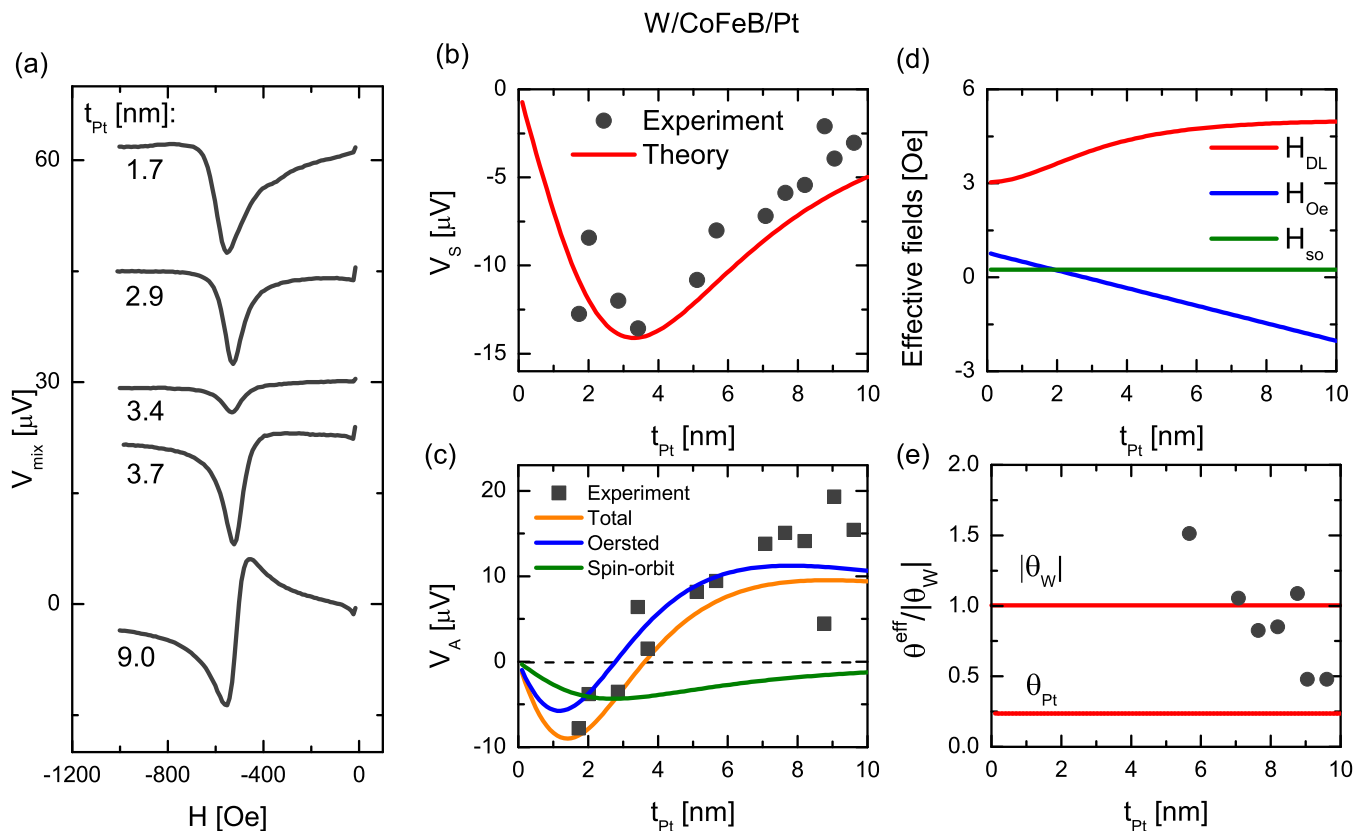 W/CoFeB/Pt
(a)
t_Pt [nm]:
1.7
2.9
3.4
3.7
9.0
60
30
0
V_mix [μV]
-1200
-800
-400
0
H [Oe]
(b)
Experiment
Theory
0
-5
-10
-15
V_S [μV]
0
2
4
6
8
10
t_Pt [nm]
(c)
Experiment
Total
Oersted
Spin-orbit
20
10
0
-10
V_A [μV]
0
2
4
6
8
10
t_Pt [nm]
(d)
H_DL
H_Oe
H_so
6
3
0
-3
Effective fields [Oe]
0
2
4
6
8
10
t_Pt [nm]
(e)
|θ_W|
θ_Pt
2.0
1.5
1.0
0.5
0.0
θ^eff/|θ_W|
0
2
4
6
8
10
t_Pt [nm]